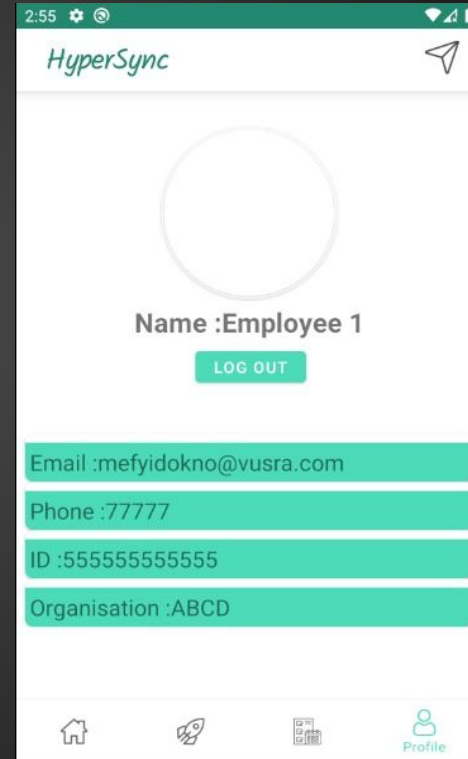 2:55
HyperSync
Name :Employee 1
LOG OUT
Email :mefyidokno@vusra.com
Phone :77777
ID :555555555555
Organisation :ABCD
Profile